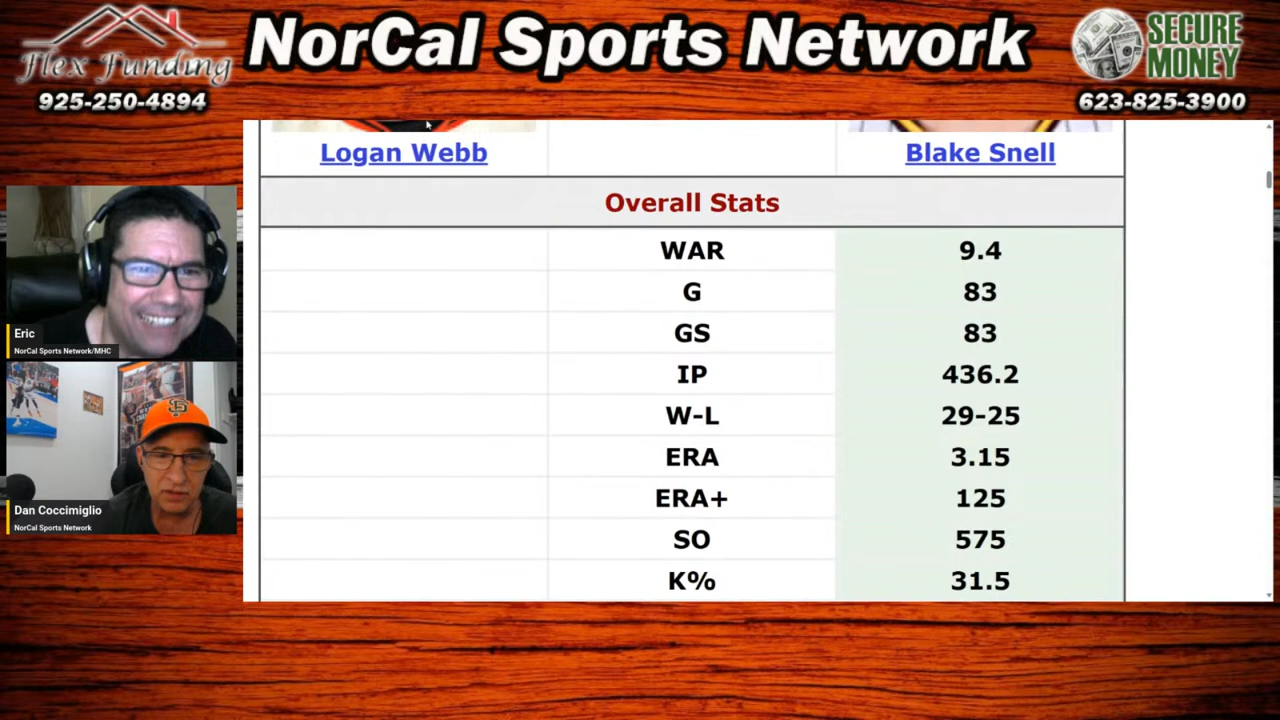 Flex Funding
925-250-4894
NorCal Sports Network
SECURE
MONEY
623-825-3900
Logan Webb
Blake Snell
Overall Stats
WAR 9.4
G 83
GS 83
IP 436.2
W-L 29-25
ERA 3.15
ERA+ 125
SO 575
K% 31.5
Eric
NorCal Sports Network/MHC
SF
Dan Coccimiglio
NorCal Sports Network